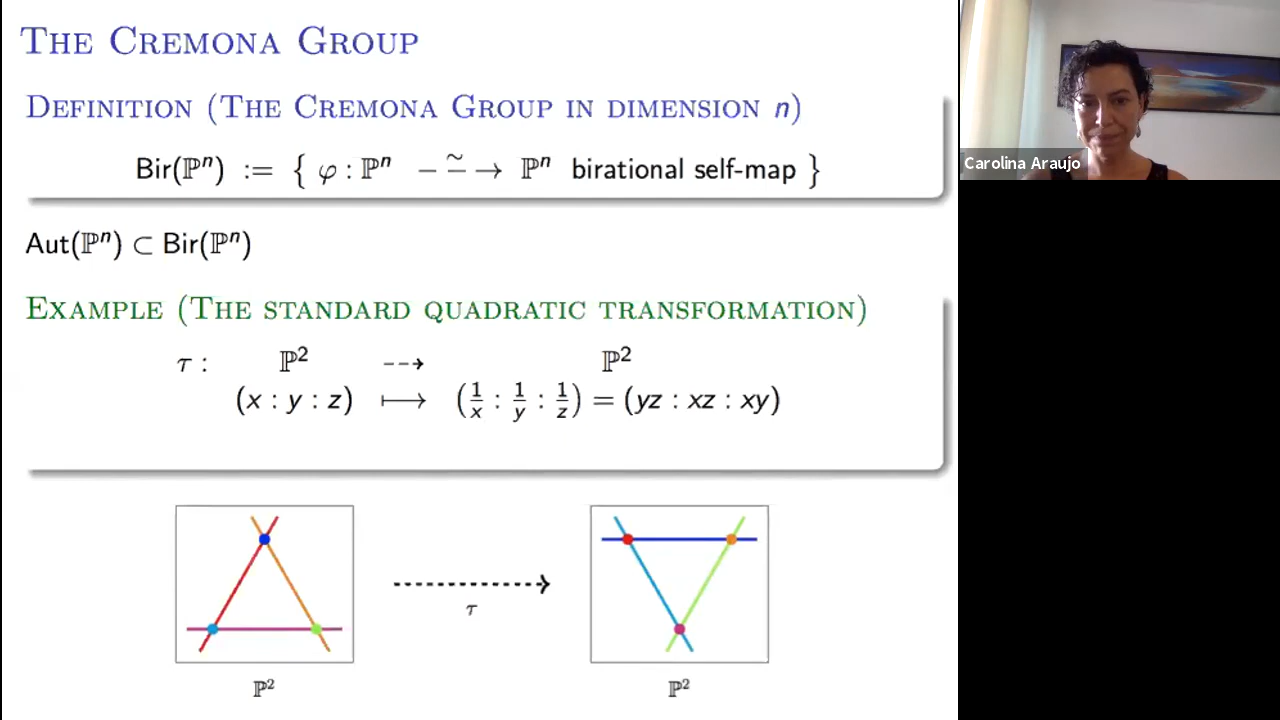 The Cremona Group
Definition (The Cremona Group in dimension n)
Bir(ℙⁿ) := { φ : ℙⁿ −∼→ ℙⁿ birational self-map }
Aut(ℙⁿ) ⊂ Bir(ℙⁿ)
Example (The standard quadratic transformation)
τ : ℙ² ⇢ ℙ²
(x : y : z) ⟼ (1/x : 1/y : 1/z) = (yz : xz : xy)
τ
ℙ² ℙ²
Carolina Araujo